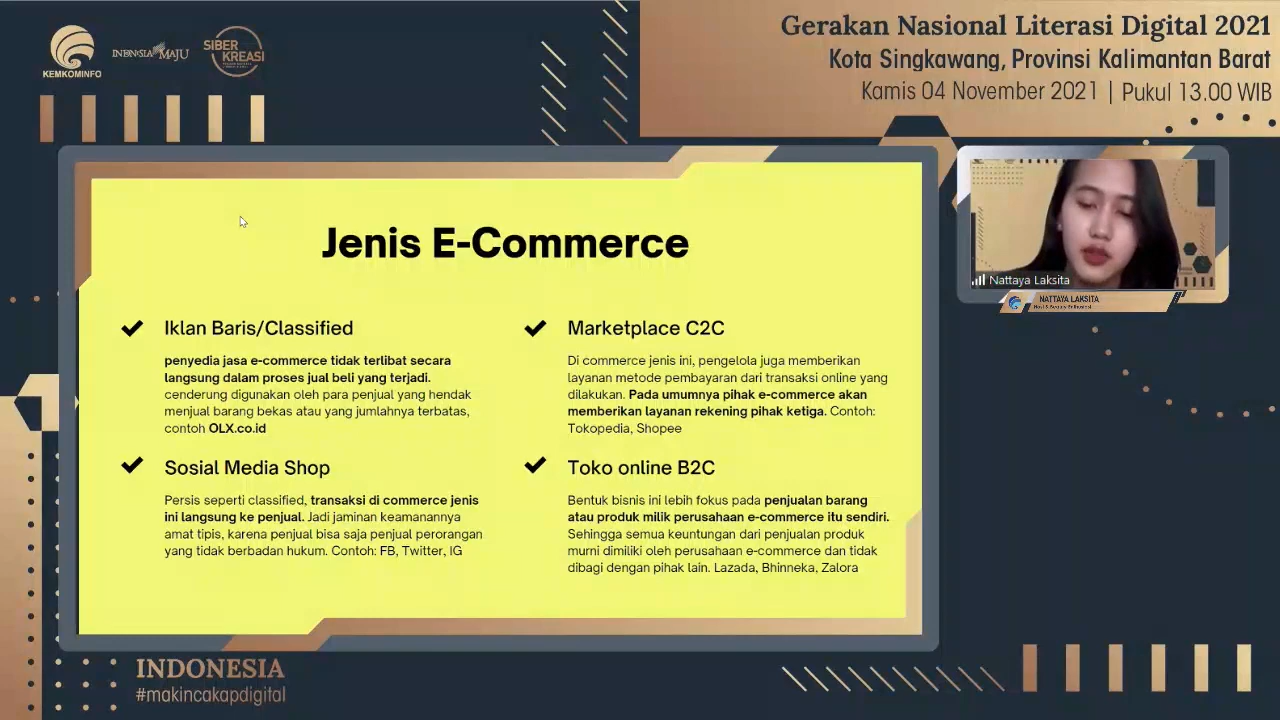 KEMKOMINFO
INDONESIA MAJU
SIBER
KREASI
Gerakan Nasional Literasi Digital 2021
Kota Singkawang, Provinsi Kalimantan Barat
Kamis 04 November 2021 | Pukul 13.00 WIB
Jenis E-Commerce
Iklan Baris/Classified
penyedia jasa e-commerce tidak terlibat secara
langsung dalam proses jual beli yang terjadi.
cenderung digunakan oleh para penjual yang hendak
menjual barang bekas atau yang jumlahnya terbatas,
contoh OLX.co.id
Marketplace C2C
Di commerce jenis ini, pengelola juga memberikan
layanan metode pembayaran dari transaksi online yang
dilakukan. Pada umumnya pihak e-commerce akan
memberikan layanan rekening pihak ketiga. Contoh:
Tokopedia, Shopee
Sosial Media Shop
Persis seperti classified, transaksi di commerce jenis
ini langsung ke penjual. Jadi jaminan keamanannya
amat tipis, karena penjual bisa saja penjual perorangan
yang tidak berbadan hukum. Contoh: FB, Twitter, IG
Toko online B2C
Bentuk bisnis ini lebih fokus pada penjualan barang
atau produk milik perusahaan e-commerce itu sendiri.
Sehingga semua keuntungan dari penjualan produk
murni dimiliki oleh perusahaan e-commerce dan tidak
dibagi dengan pihak lain. Lazada, Bhinneka, Zalora
Nattaya Laksita
NATTAYA LAKSITA
INDONESIA
#makincakapdigital